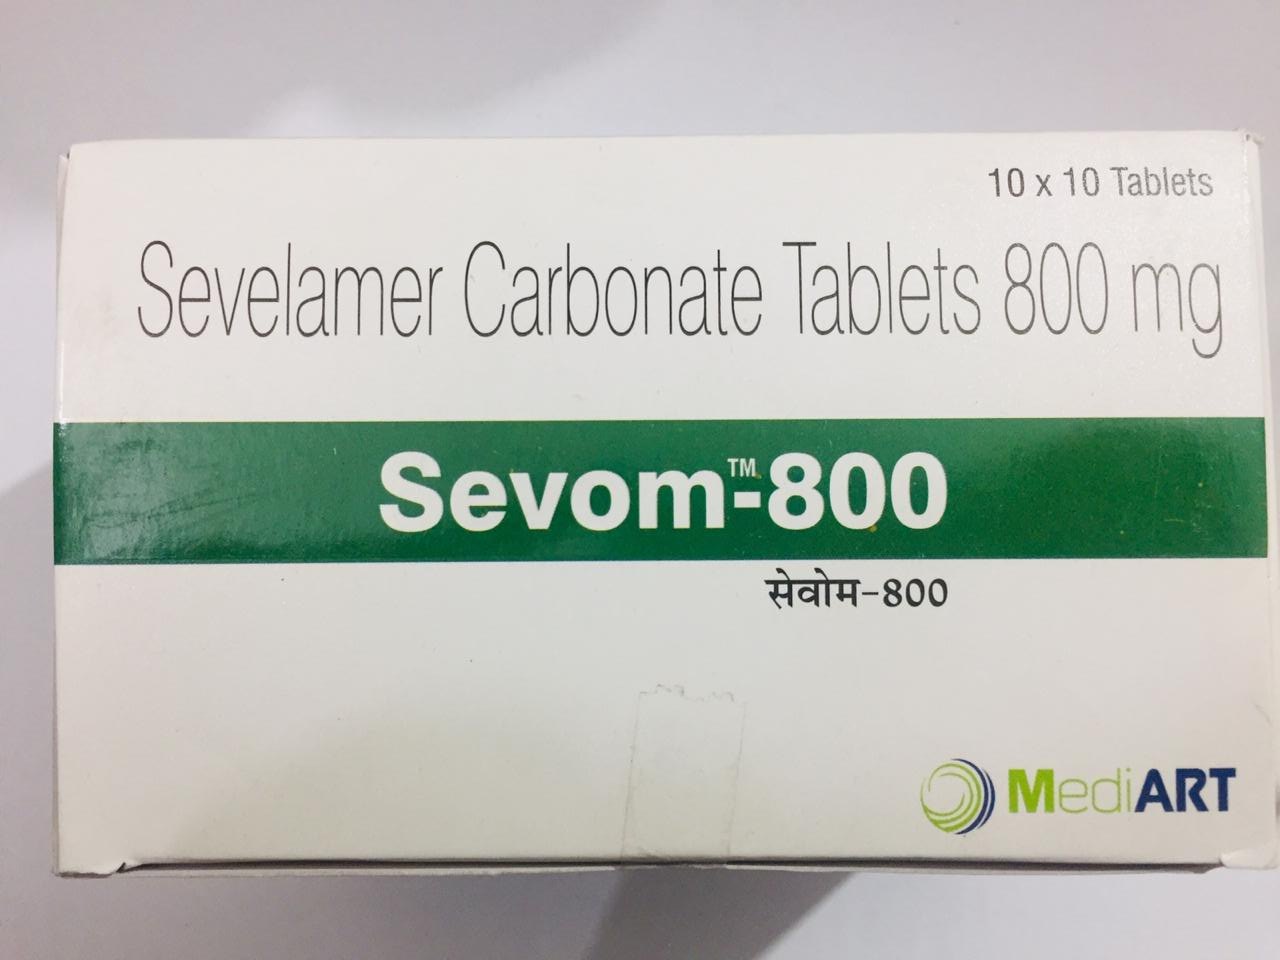 10 x 10 Tablets
Sevelamer Carbonate Tablets 800 mg
Sevom™-800
सेवोम-800
MediART